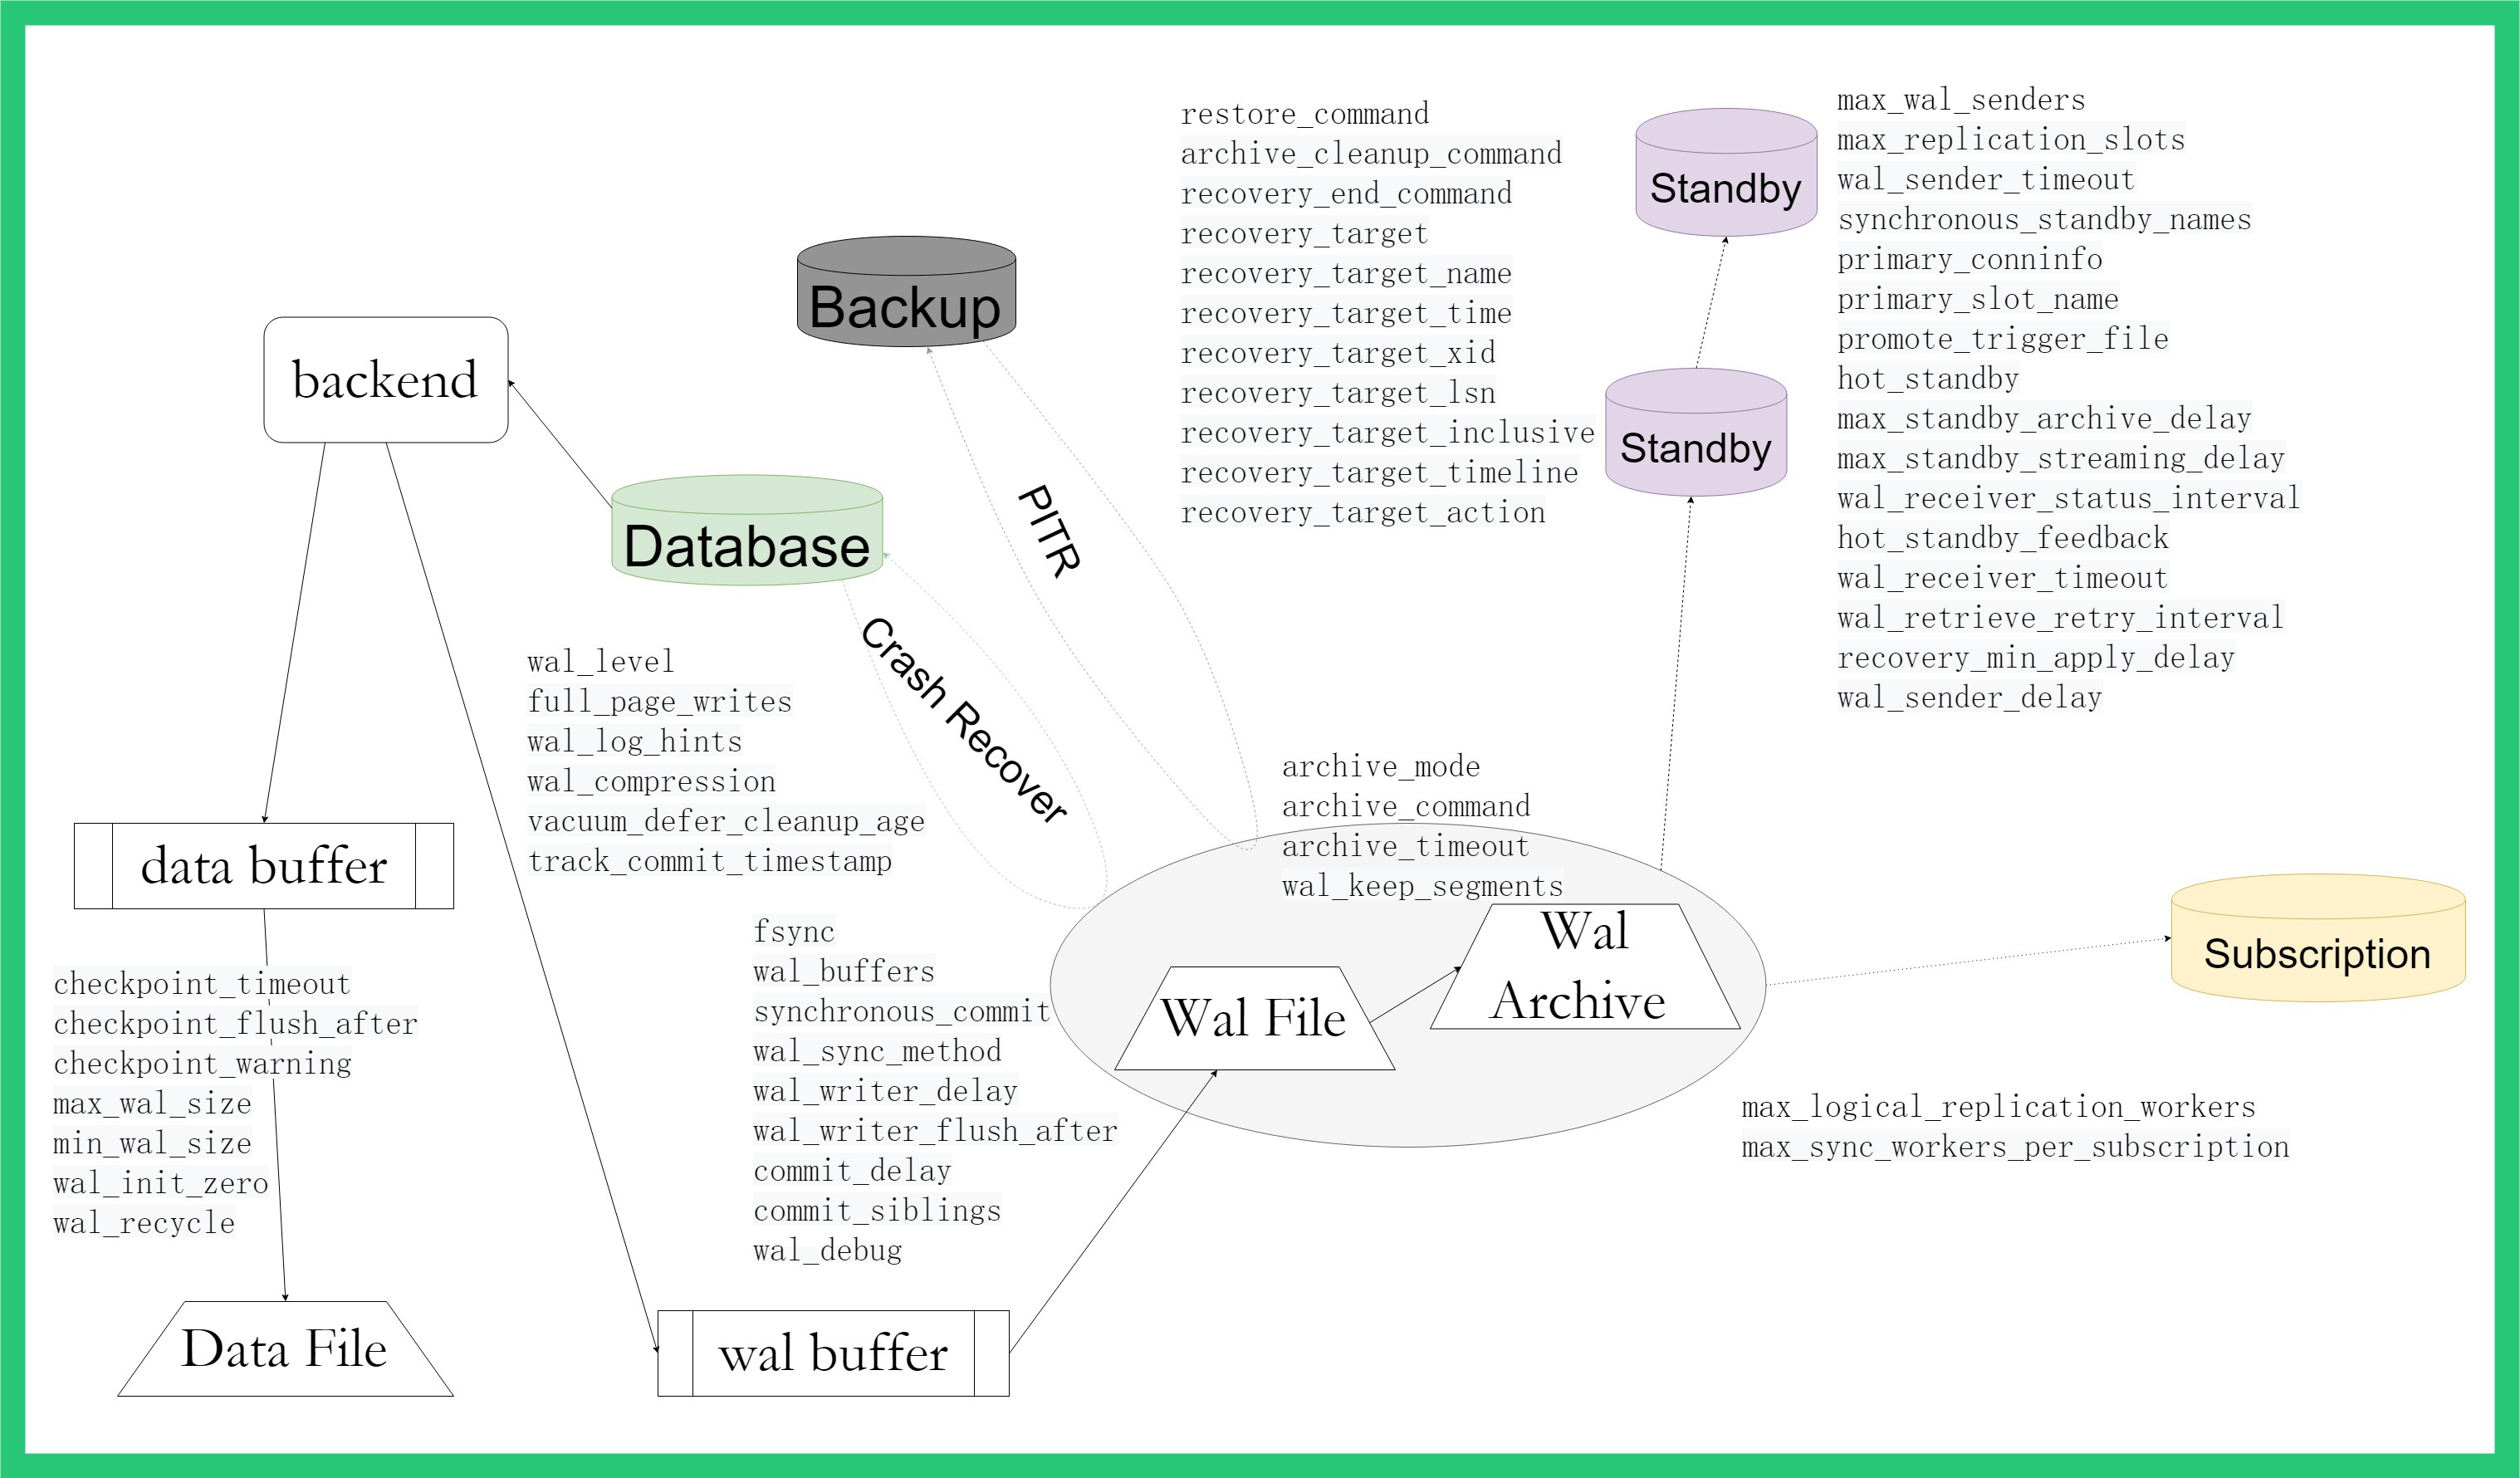 restore_command
archive_cleanup_command
recovery_end_command
recovery_target
recovery_target_name
recovery_target_time
recovery_target_xid
recovery_target_lsn
recovery_target_inclusive
recovery_target_timeline
recovery_target_action
Standby
Standby
max_wal_senders
max_replication_slots
wal_sender_timeout
synchronous_standby_names
primary_conninfo
primary_slot_name
promote_trigger_file
hot_standby
max_standby_archive_delay
max_standby_streaming_delay
wal_receiver_status_interval
hot_standby_feedback
wal_receiver_timeout
wal_retrieve_retry_interval
recovery_min_apply_delay
wal_sender_delay
Backup
backend
Database
PITR
Crash Recover
wal_level
full_page_writes
wal_log_hints
wal_compression
vacuum_defer_cleanup_age
track_commit_timestamp
archive_mode
archive_command
archive_timeout
wal_keep_segments
data buffer
checkpoint_timeout
checkpoint_flush_after
checkpoint_warning
max_wal_size
min_wal_size
wal_init_zero
wal_recycle
Data File
fsync
wal_buffers
synchronous_commit
wal_sync_method
wal_writer_delay
wal_writer_flush_after
commit_delay
commit_siblings
wal_debug
wal buffer
Wal File
Wal
Archive
Subscription
max_logical_replication_workers
max_sync_workers_per_subscription